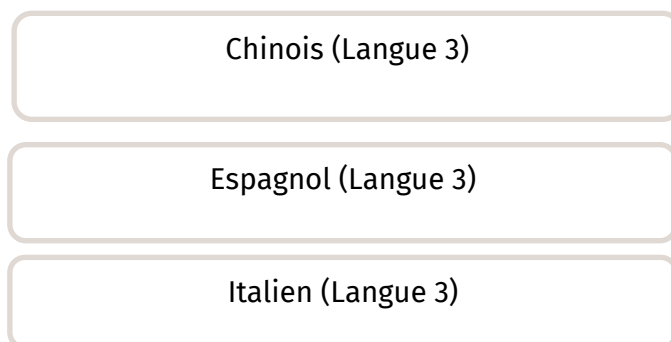 Chinois (Langue 3)
Espagnol (Langue 3)
Italien (Langue 3)